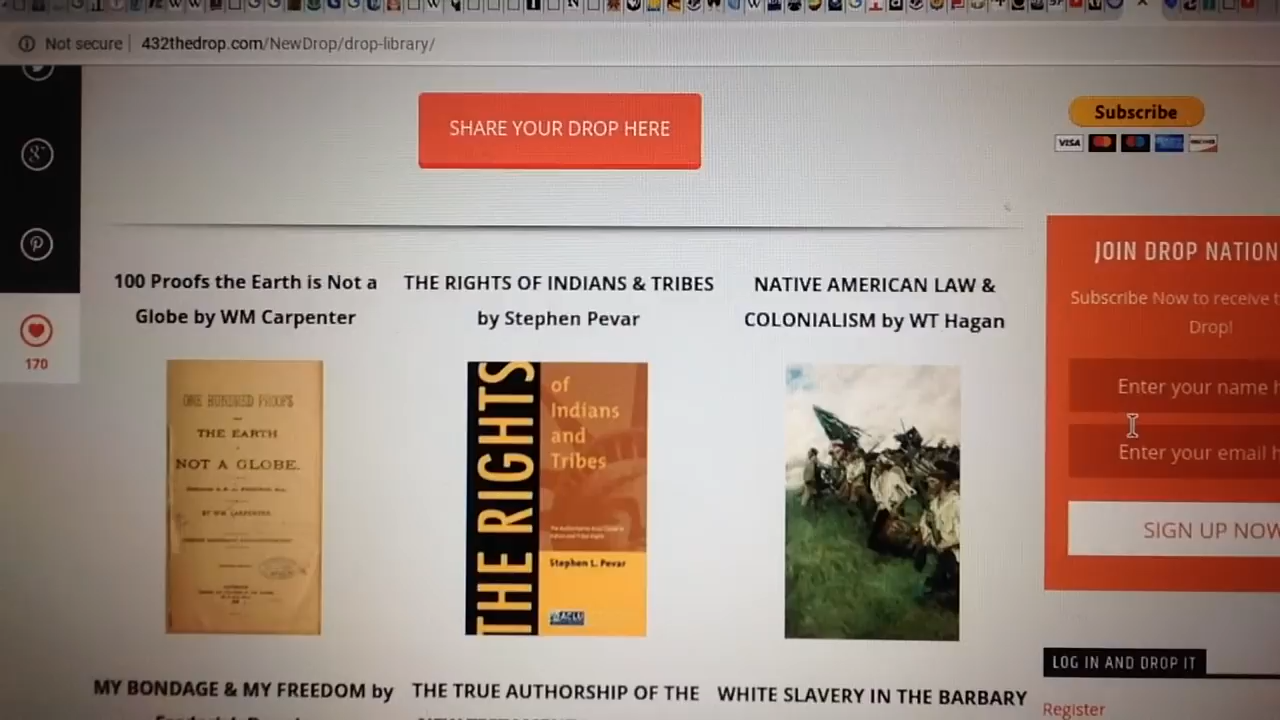 Not secure 432thedrop.com/NewDrop/drop-library/
SHARE YOUR DROP HERE
Subscribe
VISA
170
100 Proofs the Earth is Not a
Globe by WM Carpenter
THE RIGHTS OF INDIANS & TRIBES
by Stephen Pevar
NATIVE AMERICAN LAW &
COLONIALISM by WT Hagan
ONE HUNDRED PROOFS
THE EARTH
NOT A GLOBE.
BY WM. CARPENTER
THE RIGHTS
of
Indians
and
Tribes
Stephen L. Pevar
ACLU
JOIN DROP NATION
Subscribe Now to receive
Drop!
Enter your name
Enter your email
SIGN UP NOW
LOG IN AND DROP IT
Register
MY BONDAGE & MY FREEDOM by
THE TRUE AUTHORSHIP OF THE
WHITE SLAVERY IN THE BARBARY